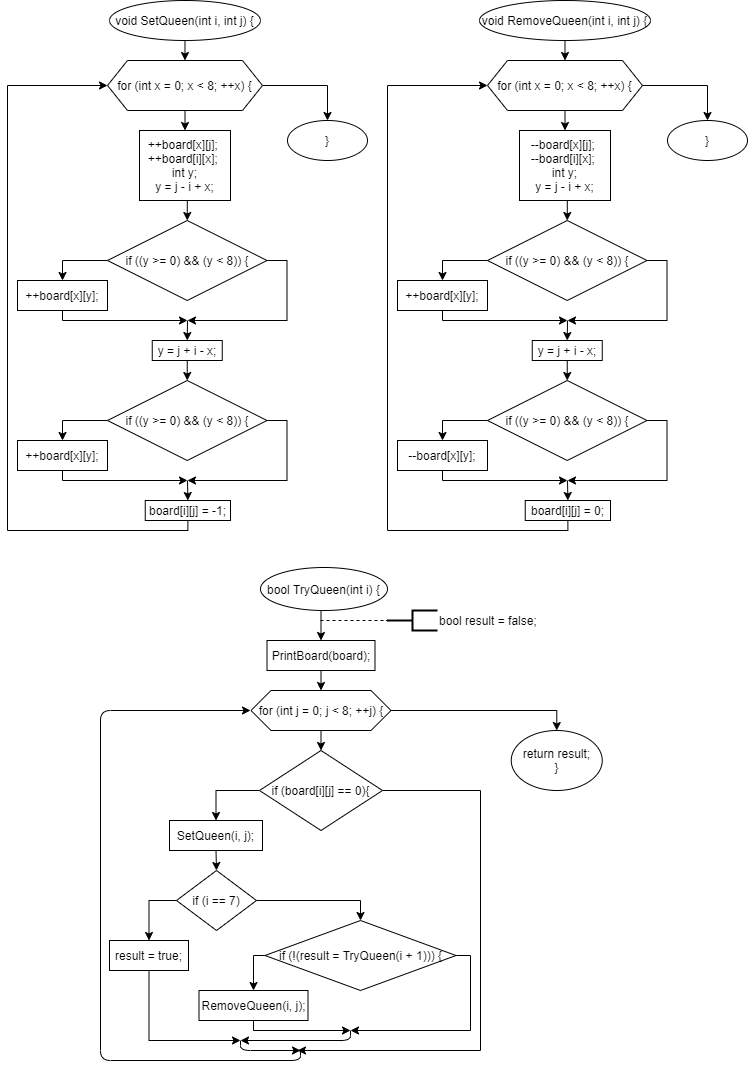 void SetQueen(int i, int j) {
for (int x = 0; x < 8; ++x) {
}
++board[x][j];
++board[i][x];
int y;
y = j - i + x;
if ((y >= 0) && (y < 8)) {
++board[x][y];
y = j + i - x;
if ((y >= 0) && (y < 8)) {
++board[x][y];
board[i][j] = -1;
void RemoveQueen(int i, int j) {
for (int x = 0; x < 8; ++x) {
}
--board[x][j];
--board[i][x];
int y;
y = j - i + x;
if ((y >= 0) && (y < 8)) {
++board[x][y];
y = j + i - x;
if ((y >= 0) && (y < 8)) {
--board[x][y];
board[i][j] = 0;
bool TryQueen(int i) {
bool result = false;
PrintBoard(board);
for (int j = 0; j < 8; ++j) {
return result;
}
if (board[i][j] == 0){
SetQueen(i, j);
if (i == 7)
result = true;
if (!(result = TryQueen(i + 1))) {
RemoveQueen(i, j);